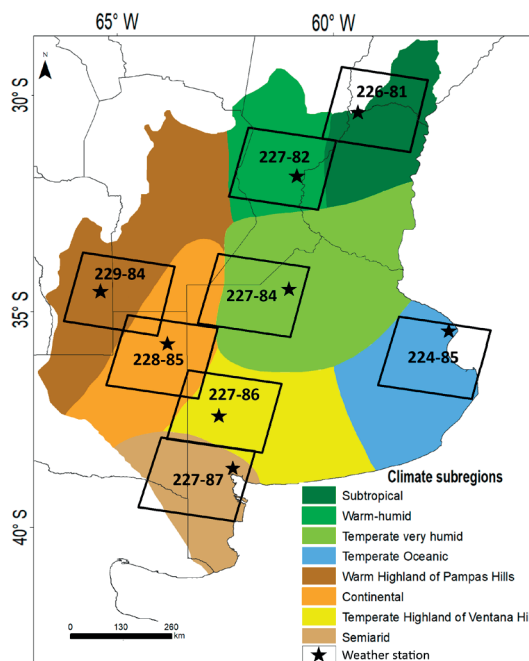 65° W 60° W
N
30° S
226-81
227-82
229-84
227-84
35° S
228-85
224-85
227-86
227-87
Climate subregions
Subtropical
Warm-humid
40° S
Temperate very humid
Temperate Oceanic
Warm Highland of Pampas Hills
Continental
Temperate Highland of Ventana Hi
Semiarid
Weather station
0 130 260
km